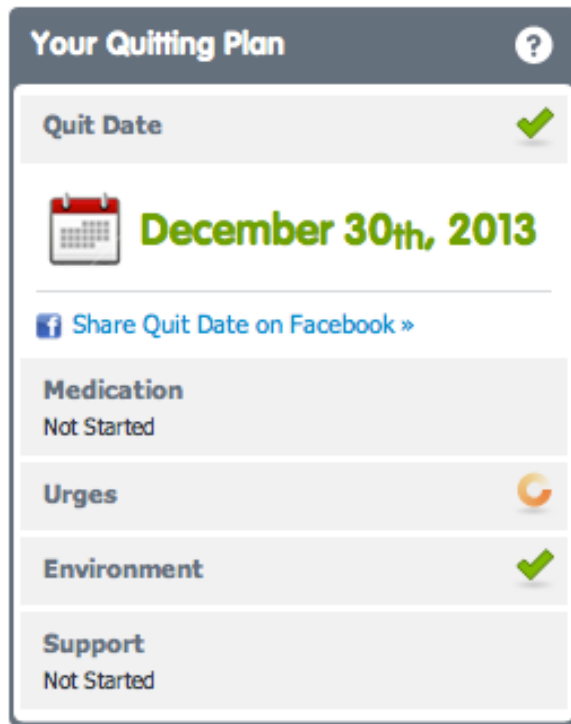 Your Quitting Plan ?
Quit Date
December 30th, 2013
f Share Quit Date on Facebook »
Medication
Not Started
Urges
Environment
Support
Not Started